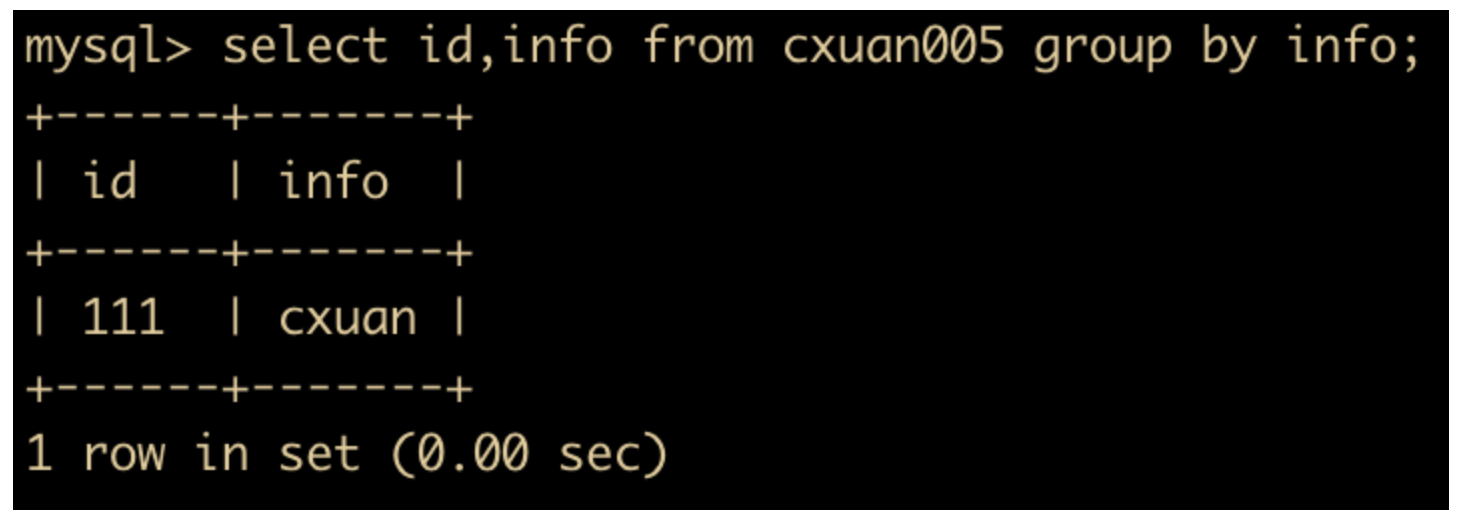 mysql> select id,info from cxuan005 group by info;
+------+-------+
| id   | info  |
+------+-------+
| 111  | cxuan |
+------+-------+
1 row in set (0.00 sec)